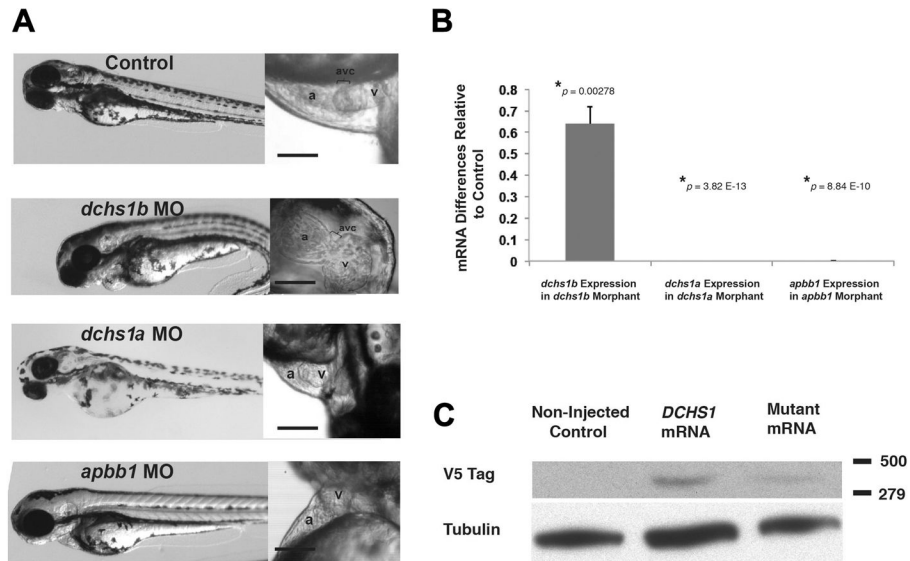 A
Control
avc
a
v
dchs1b MO
avc
a
v
dchs1a MO
a
v
apbb1 MO
v
a
B
mRNA Differences Relative
to Control
0.8
0.7
0.6
0.5
0.4
0.3
0.2
0.1
0
* p = 0.00278
* p = 3.82 E-13
* p = 8.84 E-10
dchs1b Expression
in dchs1b Morphant
dchs1a Expression
in dchs1a Morphant
apbb1 Expression
in apbb1 Morphant
C
Non-Injected
Control
DCHS1
mRNA
Mutant
mRNA
V5 Tag
500
279
Tubulin